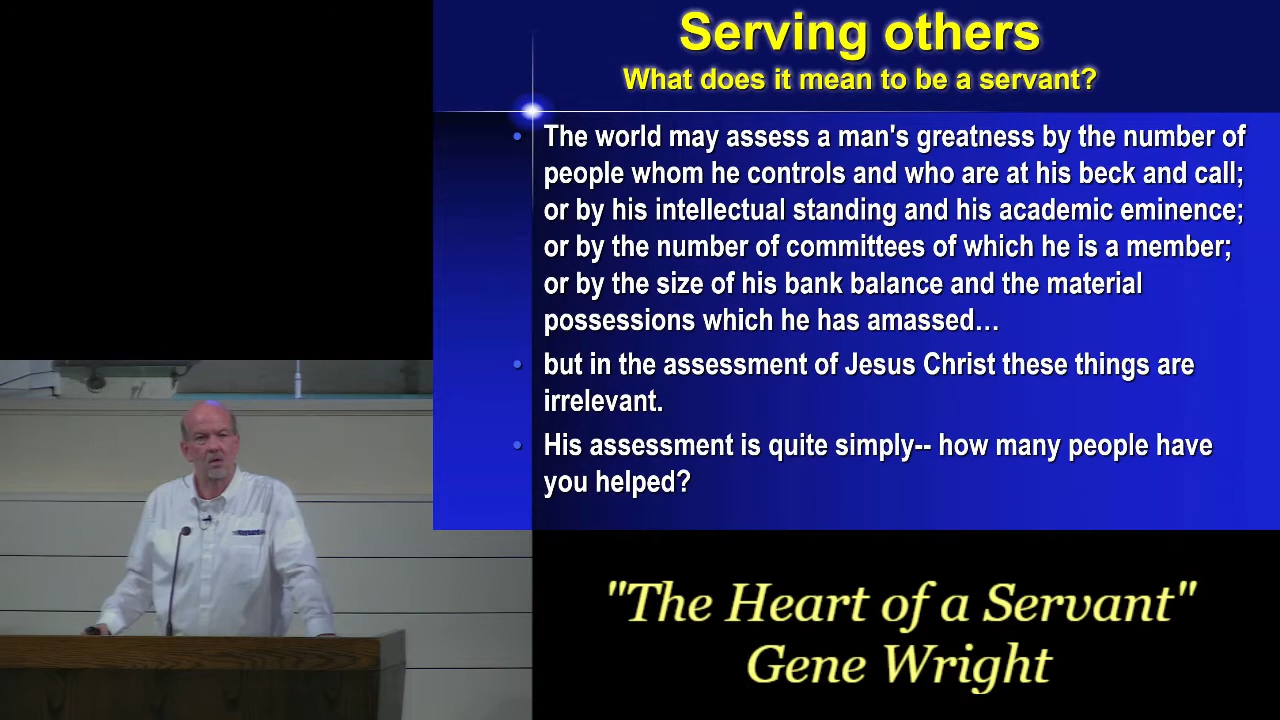 Serving others
What does it mean to be a servant?
• The world may assess a man's greatness by the number of
people whom he controls and who are at his beck and call;
or by his intellectual standing and his academic eminence;
or by the number of committees of which he is a member;
or by the size of his bank balance and the material
possessions which he has amassed…
• but in the assessment of Jesus Christ these things are
irrelevant.
• His assessment is quite simply-- how many people have
you helped?
"The Heart of a Servant"
Gene Wright